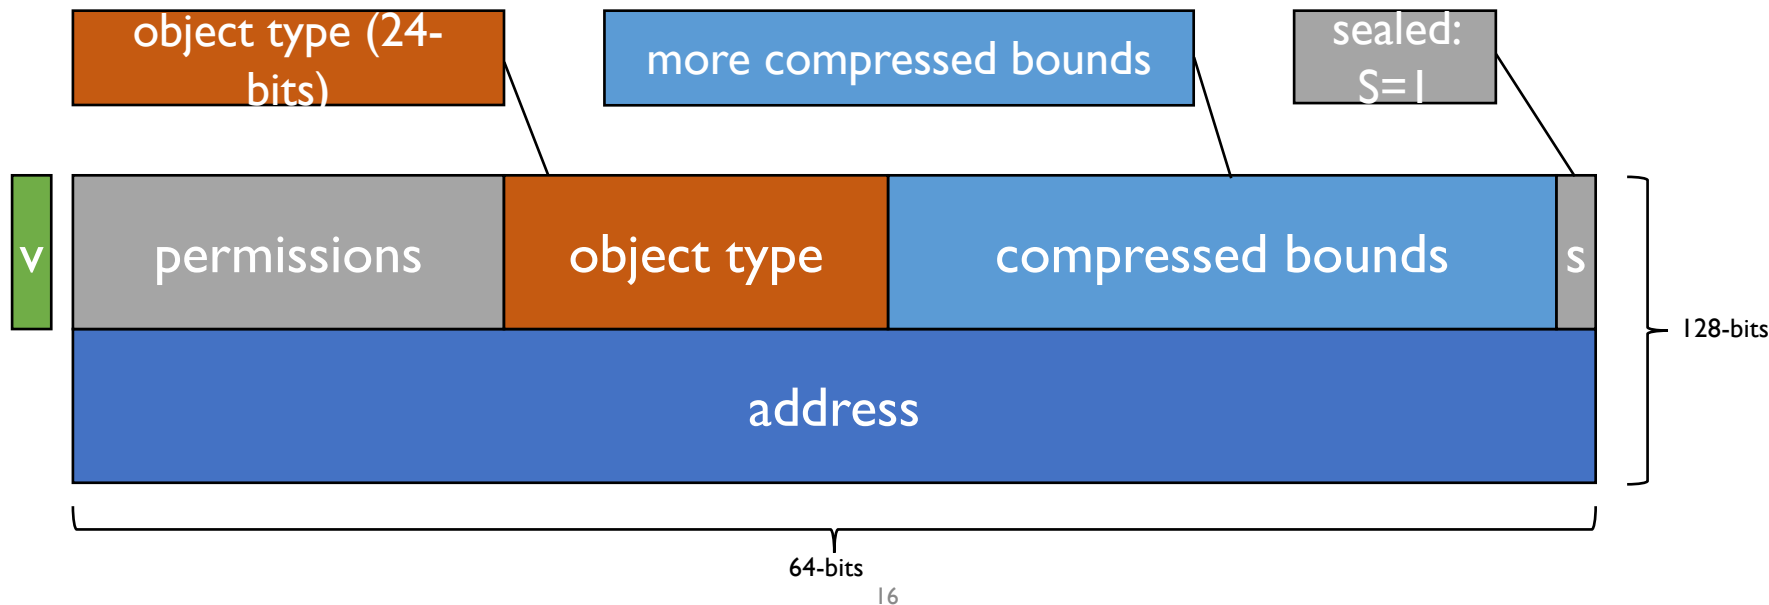 object type (24-
bits)
more compressed bounds
sealed:
S=1
v
permissions
object type
compressed bounds
s
128-bits
address
64-bits
16